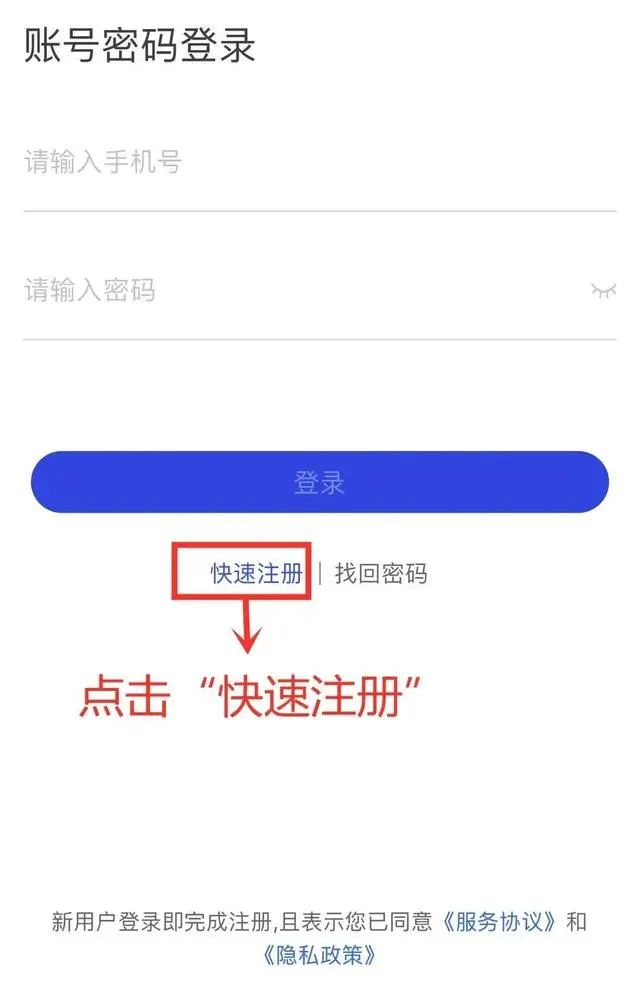 账号密码登录
请输入手机号
请输入密码
登录
快速注册 | 找回密码
点击“快速注册”
新用户登录即完成注册,且表示您已同意《服务协议》和
《隐私政策》